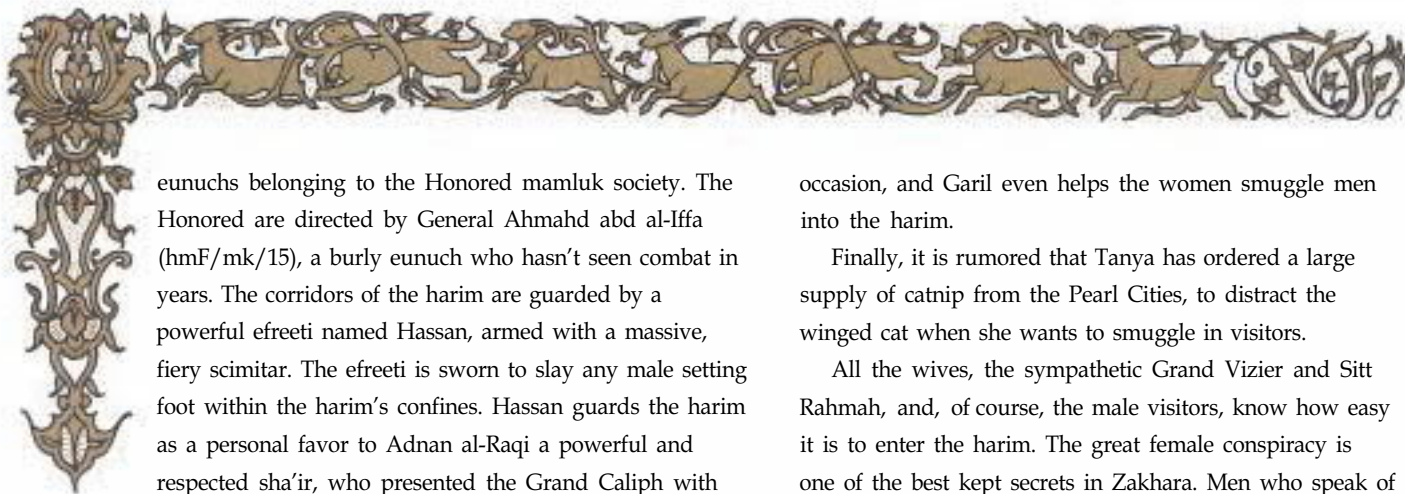 eunuchs belonging to the Honored mamluk society. The
Honored are directed by General Ahmahd abd al-Iffa
(hmF/mk/15), a burly eunuch who hasn't seen combat in
years. The corridors of the harim are guarded by a
powerful efreeti named Hassan, armed with a massive,
fiery scimitar. The efreeti is sworn to slay any male setting
foot within the harim's confines. Hassan guards the harim
as a personal favor to Adnan al-Raqi a powerful and
respected sha'ir, who presented the Grand Caliph with
occasion, and Garil even helps the women smuggle men
into the harim.
Finally, it is rumored that Tanya has ordered a large
supply of catnip from the Pearl Cities, to distract the
winged cat when she wants to smuggle in visitors.
All the wives, the sympathetic Grand Vizier and Sitt
Rahmah, and, of course, the male visitors, know how easy
it is to enter the harim. The great female conspiracy is
one of the best kept secrets in Zakhara. Men who speak of